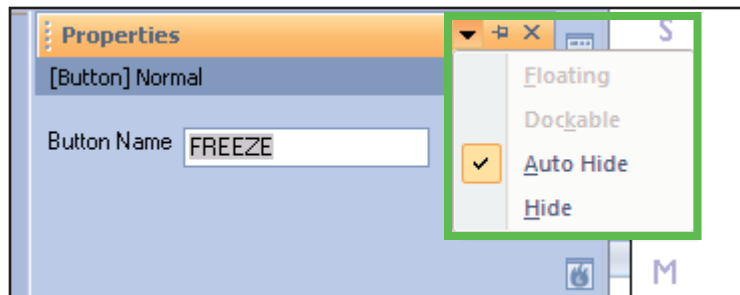 Properties
S
[Button] Normal
Floating
Dockable
Button Name FREEZE
Auto Hide
Hide
M